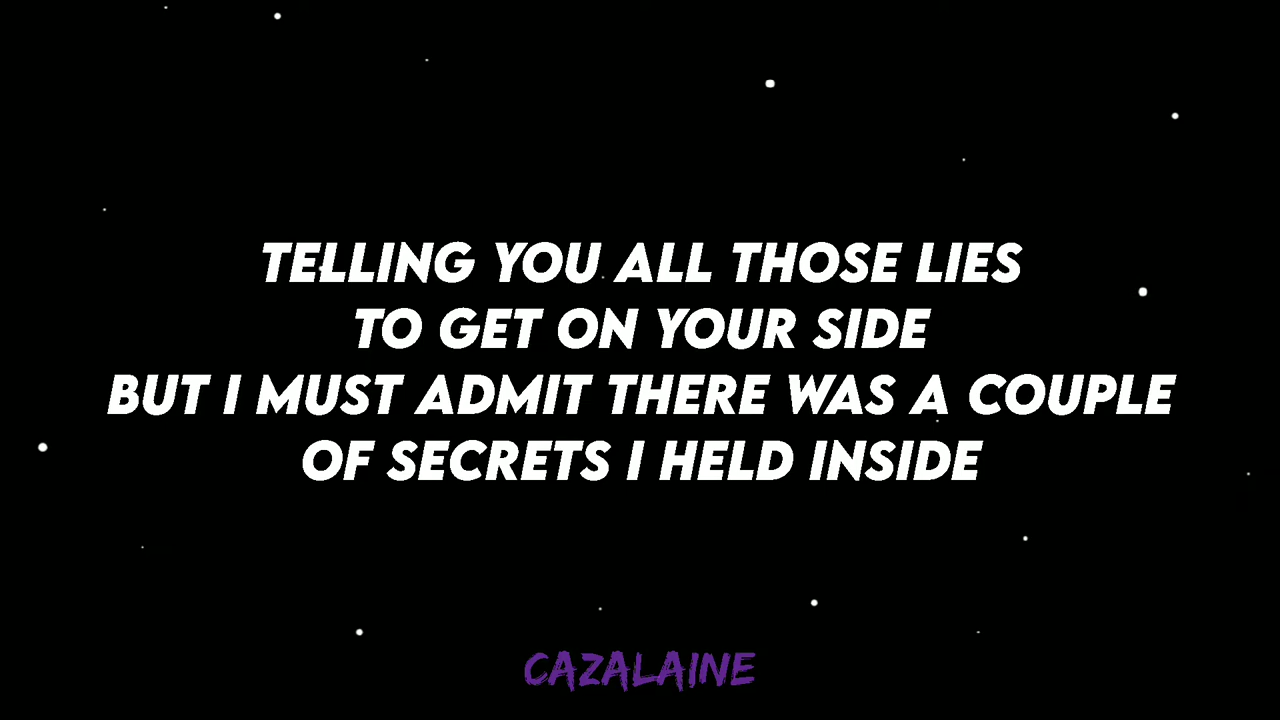 TELLING YOU ALL THOSE LIES
TO GET ON YOUR SIDE
BUT I MUST ADMIT THERE WAS A COUPLE
OF SECRETS I HELD INSIDE
CAZALAINE